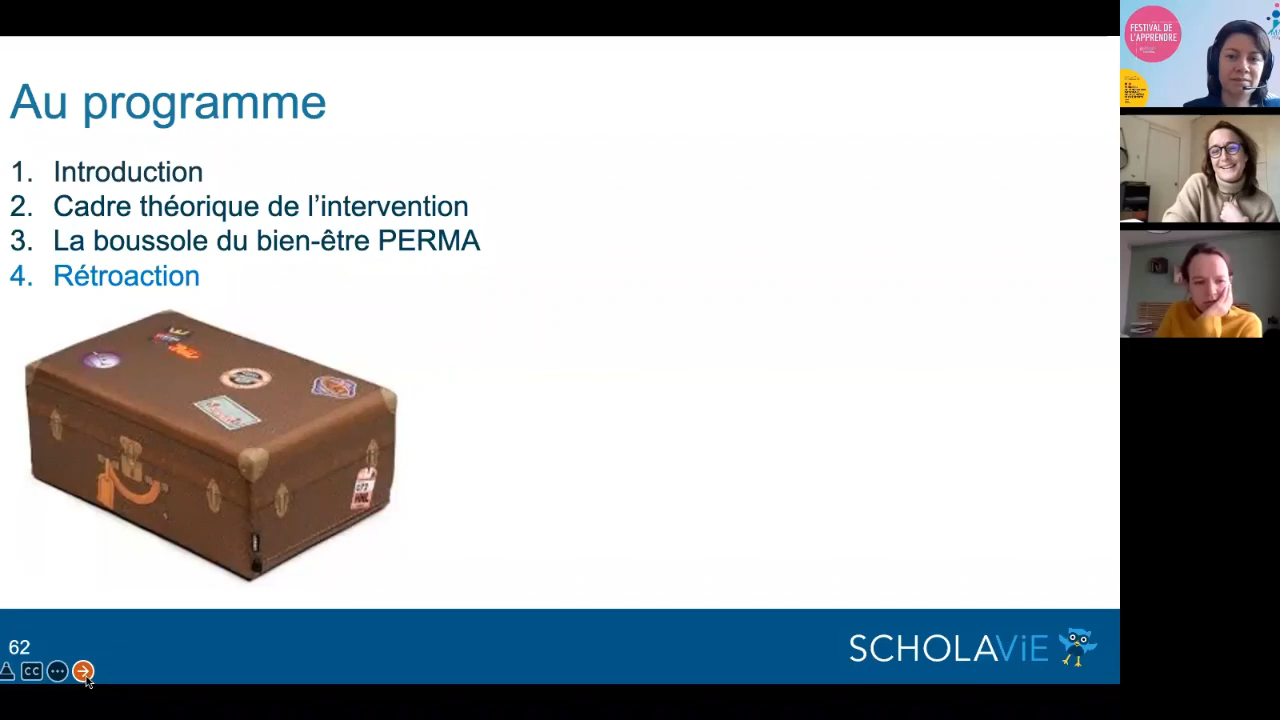 Au programme
1. Introduction
2. Cadre théorique de l’intervention
3. La boussole du bien-être PERMA
4. Rétroaction
62
CC
SCHOLAViE
FESTIVAL DE
L'APPRENDRE